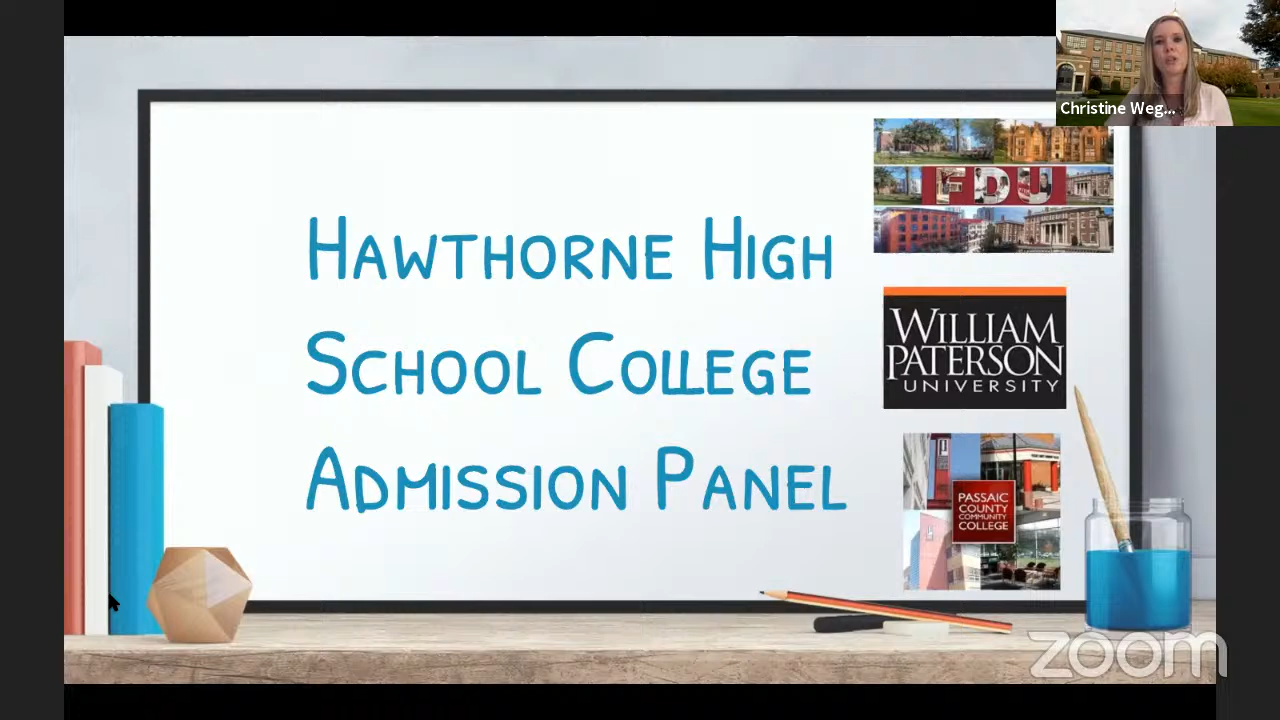 Christine Weg...
FDU
HAWTHORNE HIGH
SCHOOL COLLEGE
ADMISSION PANEL
WILLIAM
PATERSON
UNIVERSITY
PASSAIC
COUNTY
COMMUNITY
COLLEGE
zoom